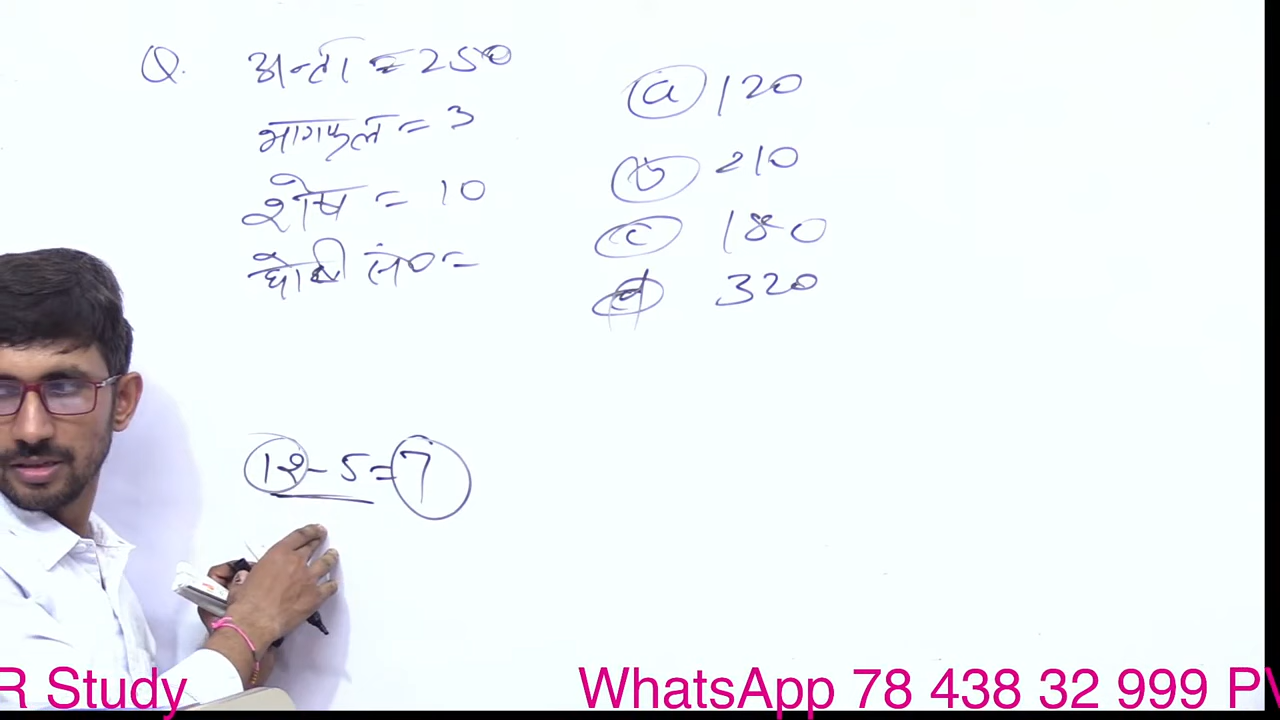 Q. अन्तर = 250
भागफल = 3
शेष = 10
छोटी सं० =
(a) 120
(b) 210
(c) 180
(d) 320
12 - 5 = 7
R Study
WhatsApp 78 438 32 999 P